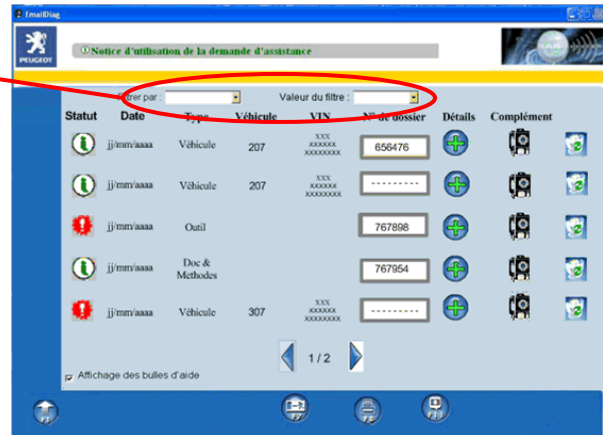 EmailDiag
PEUGEOT
Notice d'utilisation de la demande d'assistance
Filtrer par :
Valeur du filtre :
Statut Date Type Véhicule VIN N° de dossier Détails Complément
jj/mm/aaaa Véhicule 207 xxx xxxxxx xxxxxxxx 656476
jj/mm/aaaa Véhicule 207 xxx xxxxxx xxxxxxxx ---------
jj/mm/aaaa Outil 767898
jj/mm/aaaa Doc & Methodes 767954
jj/mm/aaaa Véhicule 307 xxx xxxxxx xxxxxxxx ---------
1 / 2
Affichage des bulles d'aide